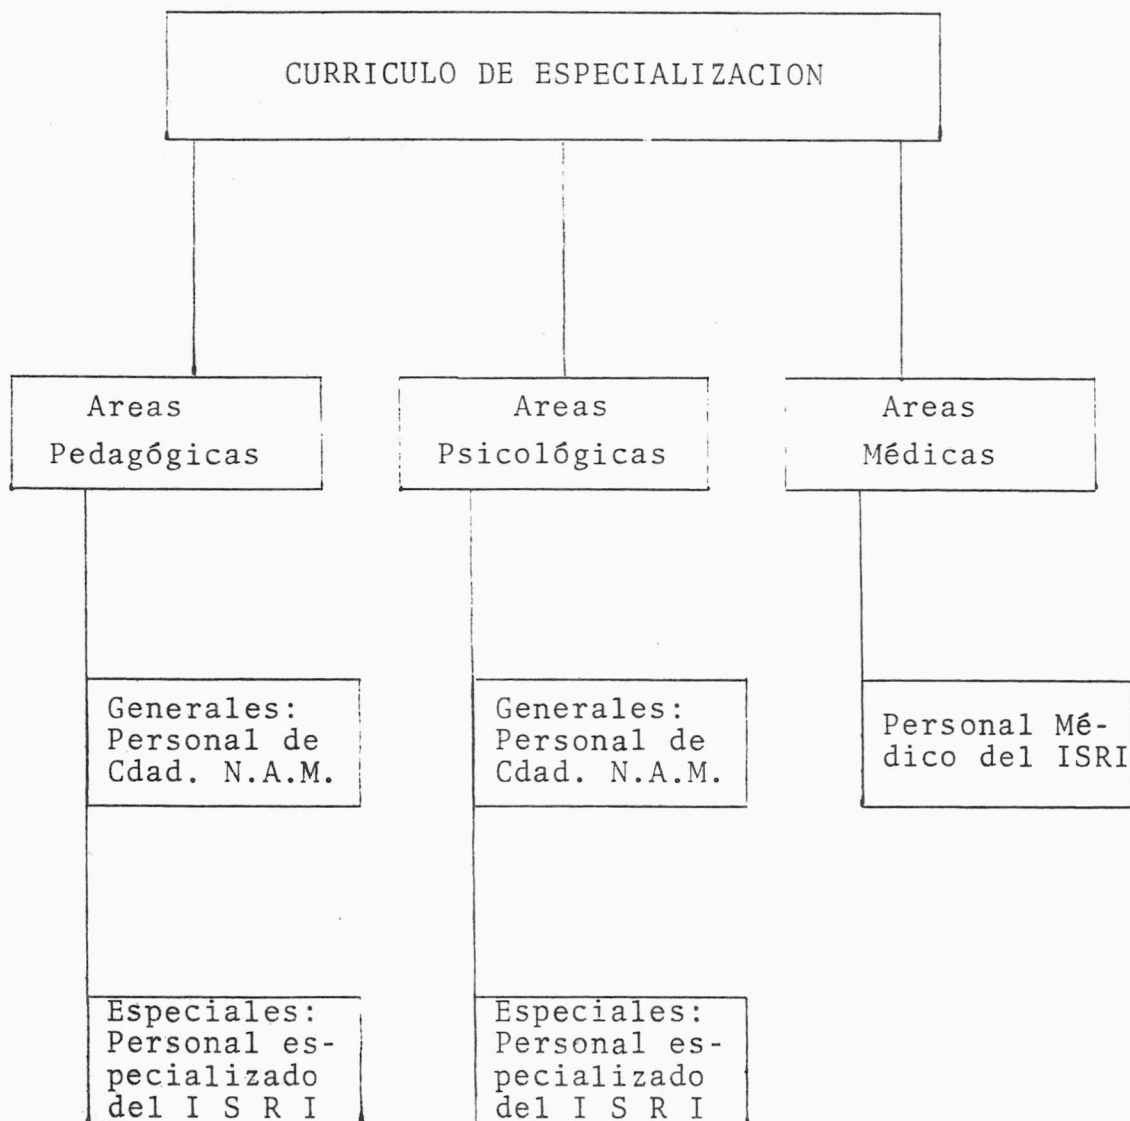 CURRICULO DE ESPECIALIZACION
Areas
Pedagógicas
Areas
Psicológicas
Areas
Médicas
Generales:
Personal de
Cdad. N.A.M.
Generales:
Personal de
Cdad. N.A.M.
Personal Mé-
dico del ISRI
Especiales:
Personal es-
pecializado
del I S R I
Especiales:
Personal es-
pecializado
del I S R I